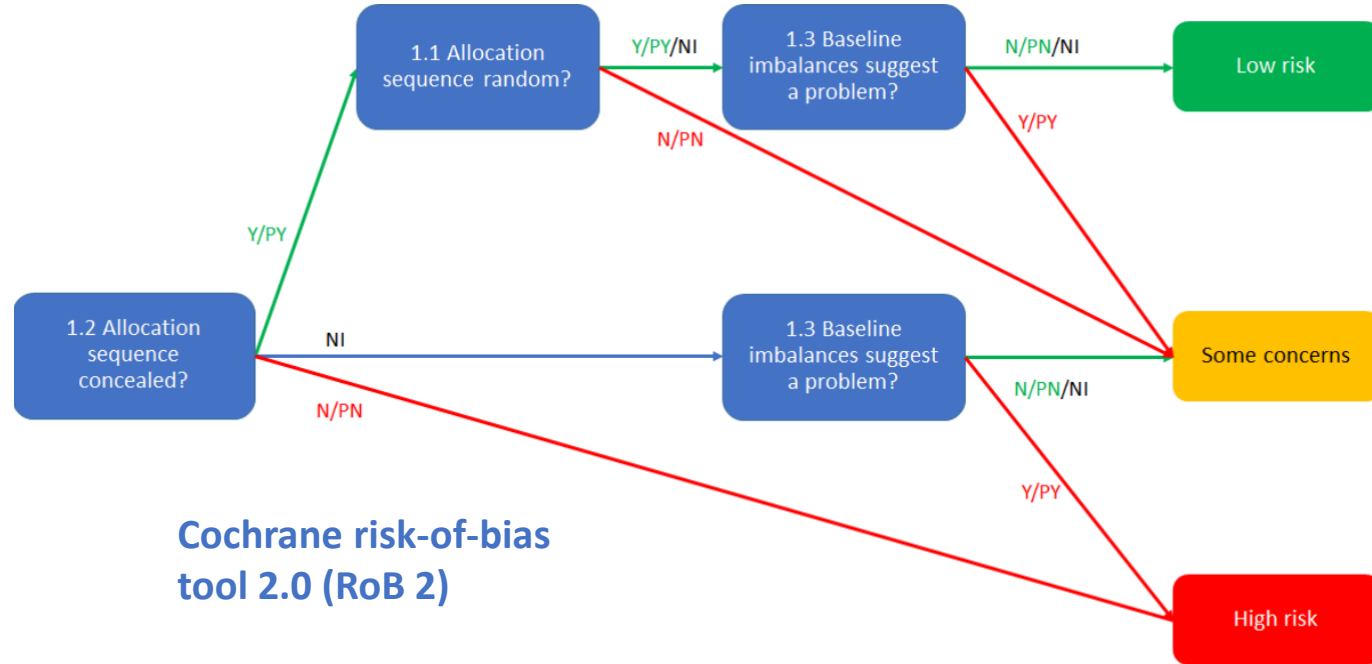 1.1 Allocation
sequence random?
Y/PY/NI
1.3 Baseline
imbalances suggest
a problem?
N/PN/NI
Low risk
N/PN
Y/PY
Y/PY
1.2 Allocation
sequence
concealed?
NI
1.3 Baseline
imbalances suggest
a problem?
Some concerns
N/PN/NI
N/PN
Y/PY
Cochrane risk-of-bias
tool 2.0 (RoB 2)
High risk